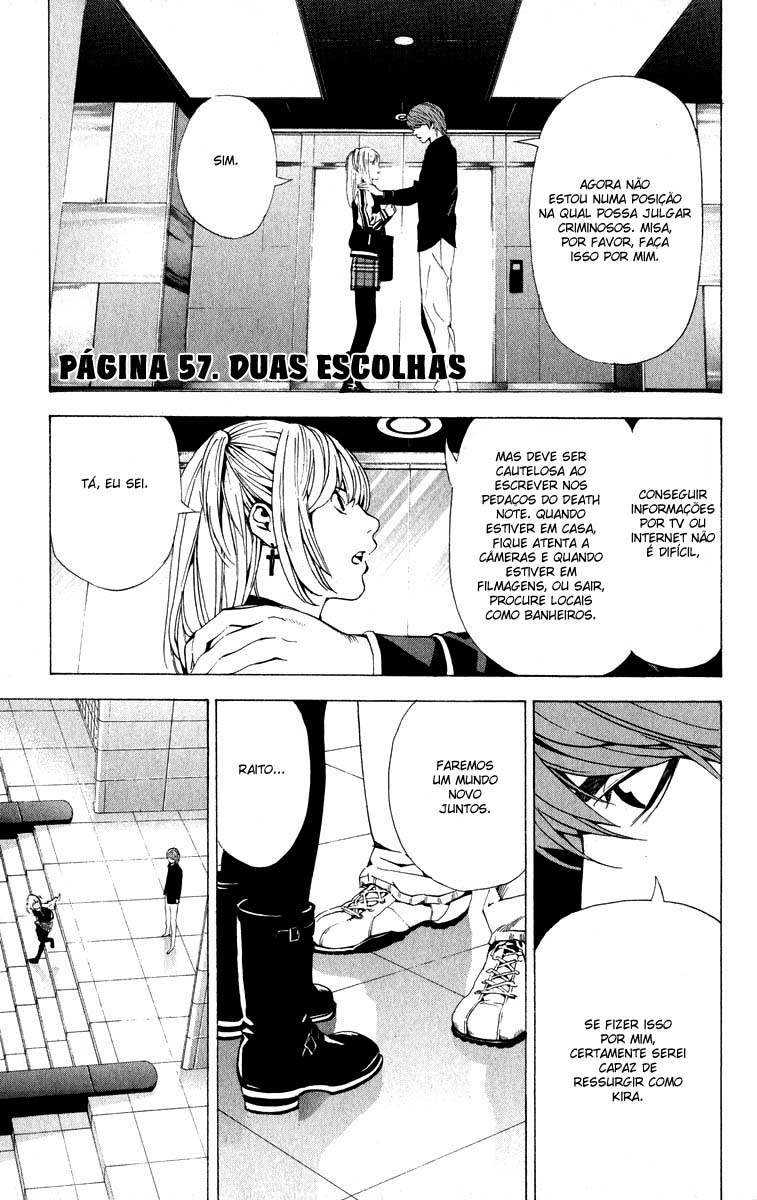 AGORA NÃO
ESTOU NUMA POSIÇÃO
NA QUAL POSSA JULGAR
CRIMINOSOS. MISA,
POR FAVOR, FAÇA
ISSO POR MIM.
SIM.
PÁGINA 57. DUAS ESCOLHAS
CONSEGUIR
INFORMAÇÕES
POR TV OU
INTERNET NÃO
É DIFÍCIL,
MAS DEVE SER
CAUTELOSA AO
ESCREVER NOS
PEDAÇOS DO DEATH
NOTE. QUANDO
ESTIVER EM CASA,
FIQUE ATENTA A
CÂMERAS E QUANDO
ESTIVER EM
FILMAGENS, OU SAIR,
PROCURE LOCAIS
COMO BANHEIROS.
TÁ, EU SEI.
SE FIZER ISSO
POR MIM,
CERTAMENTE SEREI
CAPAZ DE
RESSURGIR COMO
KIRA.
FAREMOS
UM MUNDO
NOVO
JUNTOS.
RAITO...